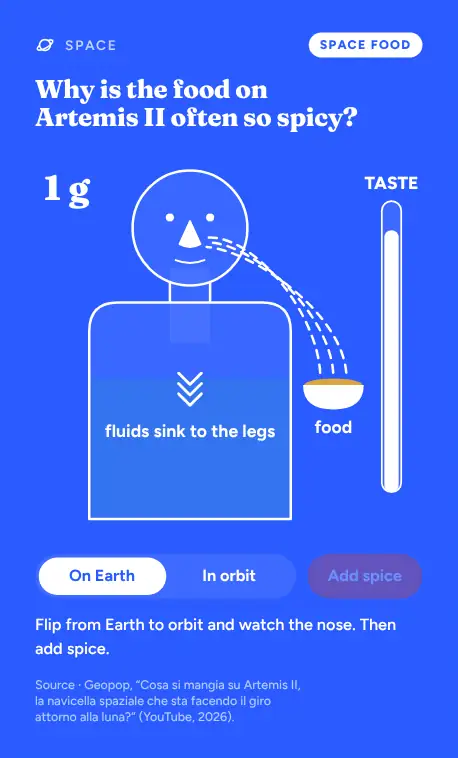 SPACE
SPACE FOOD
Why is the food on
Artemis II often so spicy?
1 g
TASTE
fluids sink to the legs
food
On Earth
In orbit
Add spice
Flip from Earth to orbit and watch the nose. Then
add spice.
Source · Geopop, “Cosa si mangia su Artemis II,
la navicella spaziale che sta facendo il giro
attorno alla luna?” (YouTube, 2026).